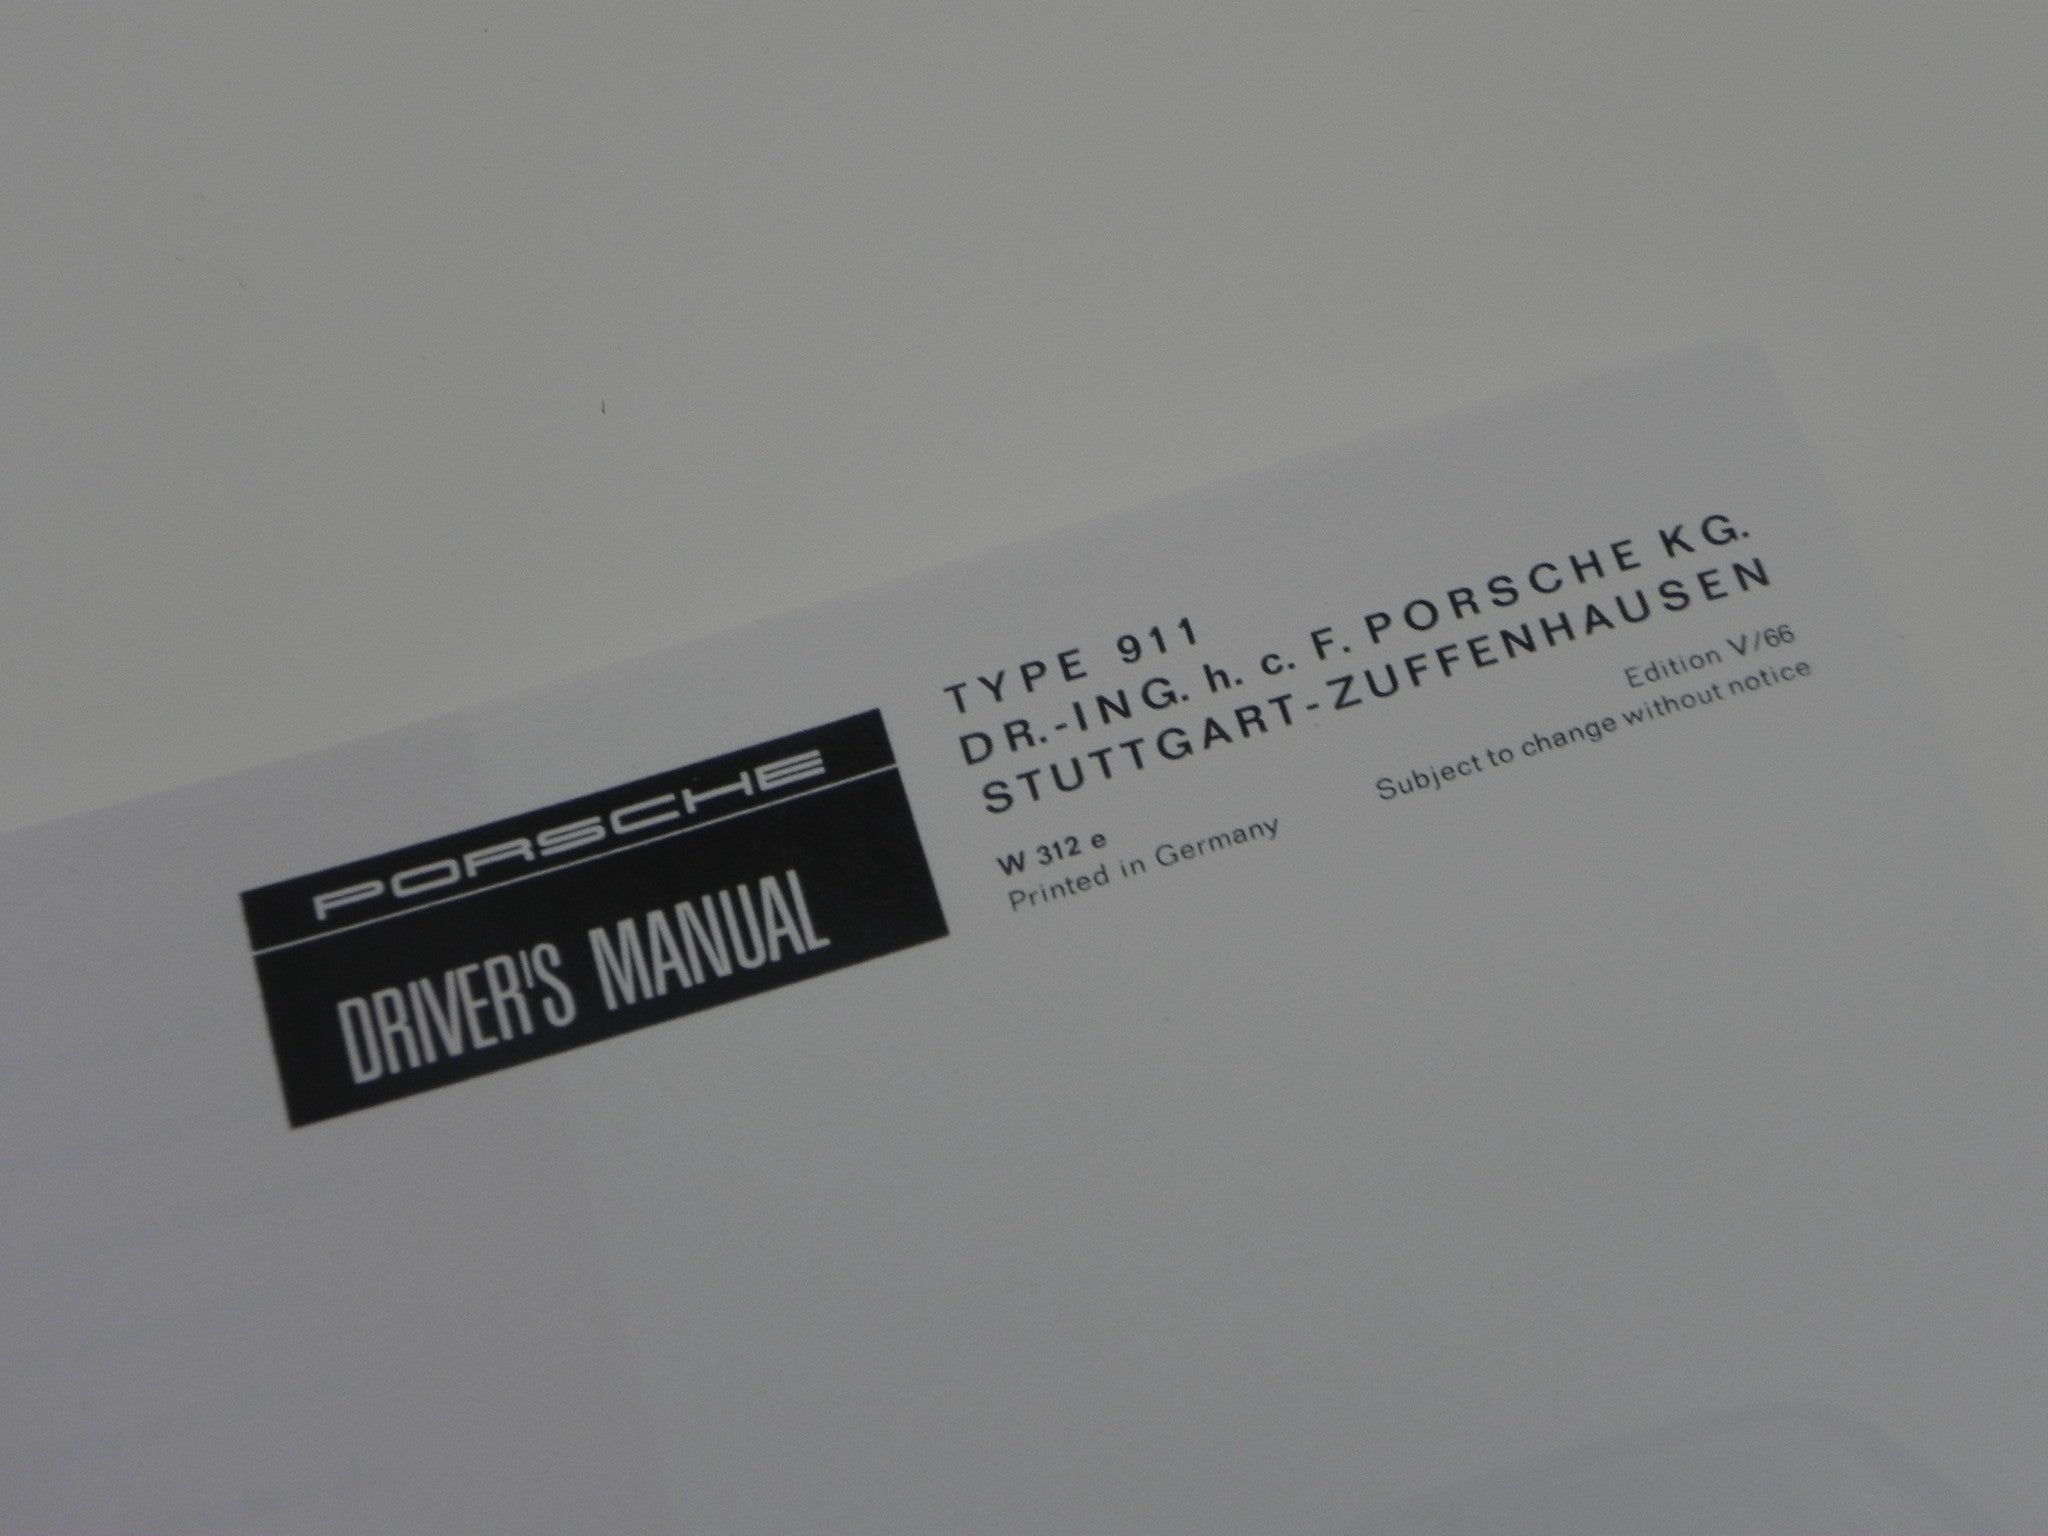 PORSCHE
DRIVER'S MANUAL
TYPE 911
DR.-ING. h. c. F. PORSCHE KG.
STUTTGART-ZUFFENHAUSEN
Edition V/66
Subject to change without notice
W 312 e
Printed in Germany